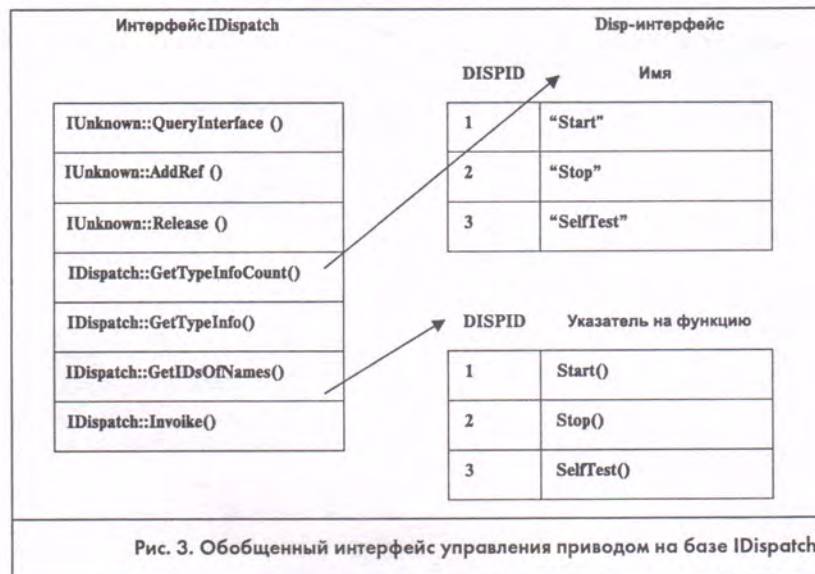 Интерфейс IDispatch
IUnknown::QueryInterface ()
IUnknown::AddRef ()
IUnknown::Release ()
IDispatch::GetTypeInfoCount()
IDispatch::GetTypeInfo()
IDispatch::GetIDsOfNames()
IDispatch::Invoike()
Disp-интерфейс
DISPID Имя
1 “Start”
2 “Stop”
3 “SelfTest”
DISPID Указатель на функцию
1 Start()
2 Stop()
3 SelfTest()
Рис. 3. Обобщенный интерфейс управления приводом на базе IDispatch